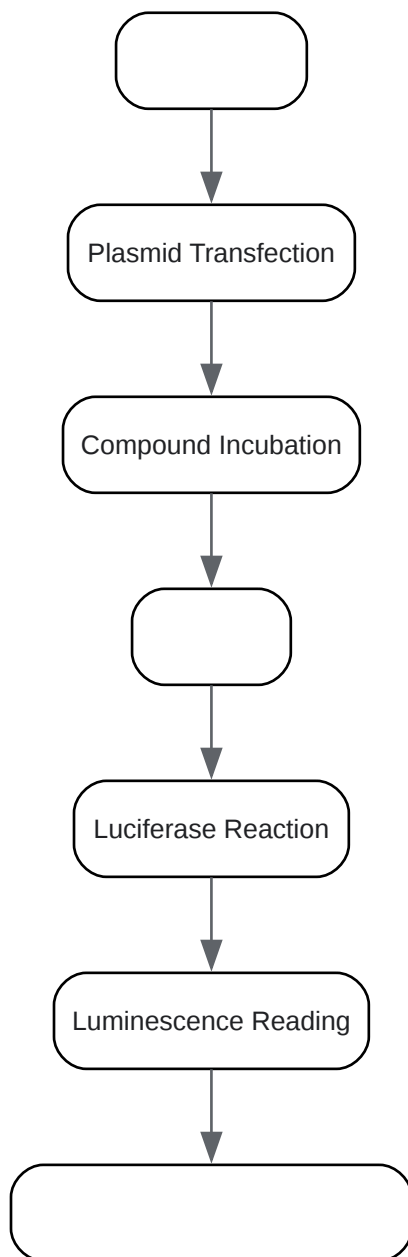 Plasmid Transfection
Compound Incubation
Luciferase Reaction
Luminescence Reading